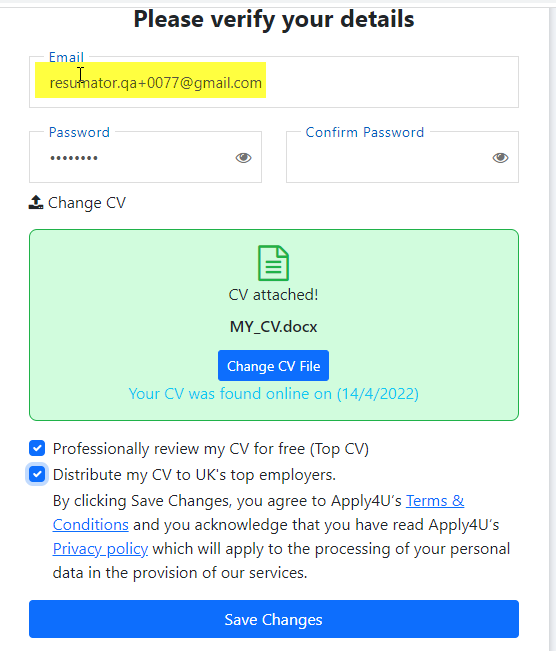 Please verify your details
Email
resumator.qa+0077@gmail.com
Password
Confirm Password
••••••••
Change CV
CV attached!
MY_CV.docx
Change CV File
Your CV was found online on (14/4/2022)
Professionally review my CV for free (Top CV)
Distribute my CV to UK's top employers.
By clicking Save Changes, you agree to Apply4U's Terms &
Conditions and you acknowledge that you have read Apply4U's
Privacy policy which will apply to the processing of your personal
data in the provision of our services.
Save Changes